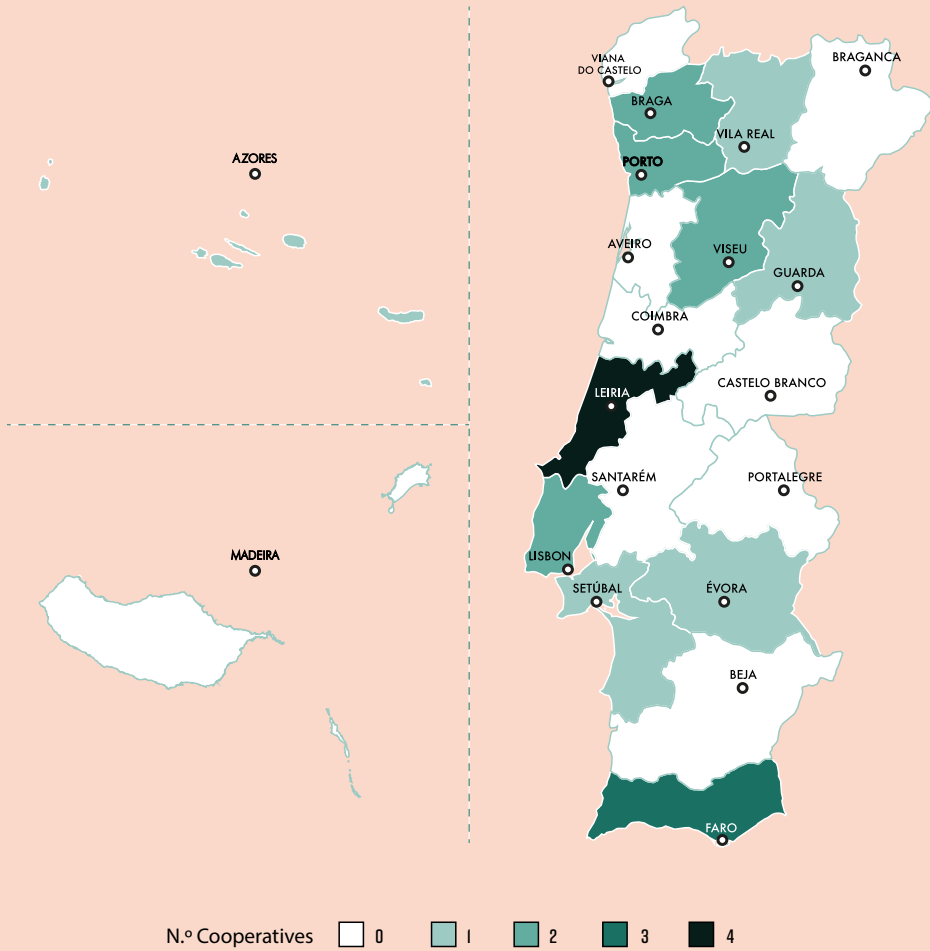 VIANA
DO CASTELO
BRAGANCA
BRAGA
VILA REAL
PORTO
AZORES
AVEIRO
VISEU
GUARDA
COIMBRA
CASTELO BRANCO
LEIRIA
SANTARÉM
PORTALEGRE
MADEIRA
LISBON
SETÚBAL
ÉVORA
BEJA
FARO
N.º Cooperatives 0 1 2 3 4